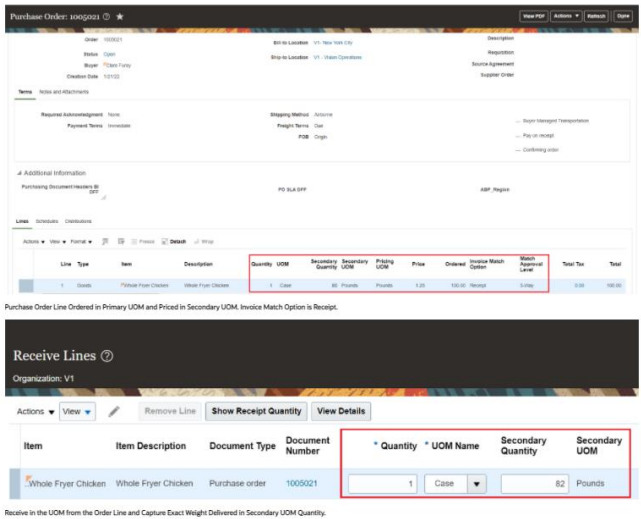 Purchase Order: 1005021
View PDF Actions Refresh Done
Order 1005021
Status Open
Buyer
Creation Date 1/21/22
Bill-to Location V1- New York City
Ship-to Location V1 - Vision Operations
Description
Requisition
Source Agreement
Supplier Order
Terms Notes and Attachments
Required Acknowledgment None
Payment Terms Immediate
Shipping Method Airborne
Freight Terms Due
FOB Origin
Buyer Managed Transportation
Pay on receipt
Confirming order
Additional Information
Purchasing Document Headers BI DFF
PO SLA DFF
ABP_Region
Lines Schedules Distributions
Actions View Format Freeze Detach Wrap
Line Type Item Description Quantity UOM Secondary Quantity Secondary UOM Pricing UOM Price Ordered Invoice Match Option Match Approval Level Total Tax Total
1 Goods Whole Fryer Chicken Whole Fryer Chicken 1 Case 80 Pounds Pounds 1.25 100.00 Receipt 3-Way 0.00 100.00
Purchase Order Line Ordered in Primary UOM and Priced in Secondary UOM. Invoice Match Option is Receipt.
Receive Lines
Organization: V1
Actions View Remove Line Show Receipt Quantity View Details
Item Item Description Document Type Document Number * Quantity * UOM Name Secondary Quantity Secondary UOM
Whole Fryer Chicken Whole Fryer Chicken Purchase order 1005021 1 Case 82 Pounds
Receive in the UOM from the Order Line and Capture Exact Weight Delivered in Secondary UOM Quantity.